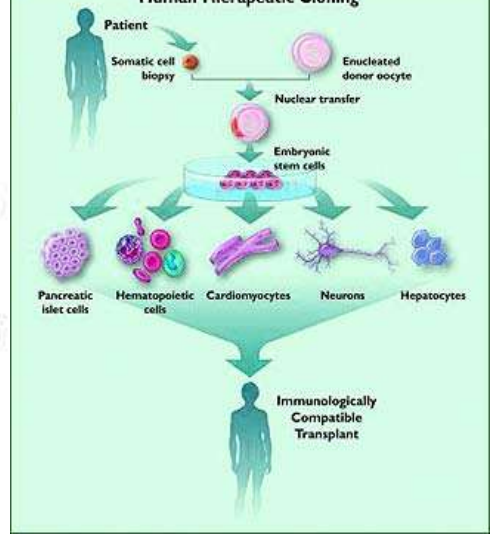 Human Therapeutic Cloning
Patient
Somatic cell
biopsy
Enucleated
donor oocyte
Nuclear transfer
Embryonic
stem cells
Pancreatic
islet cells
Hematopoietic
cells
Cardiomyocytes
Neurons
Hepatocytes
Immunologically
Compatible
Transplant